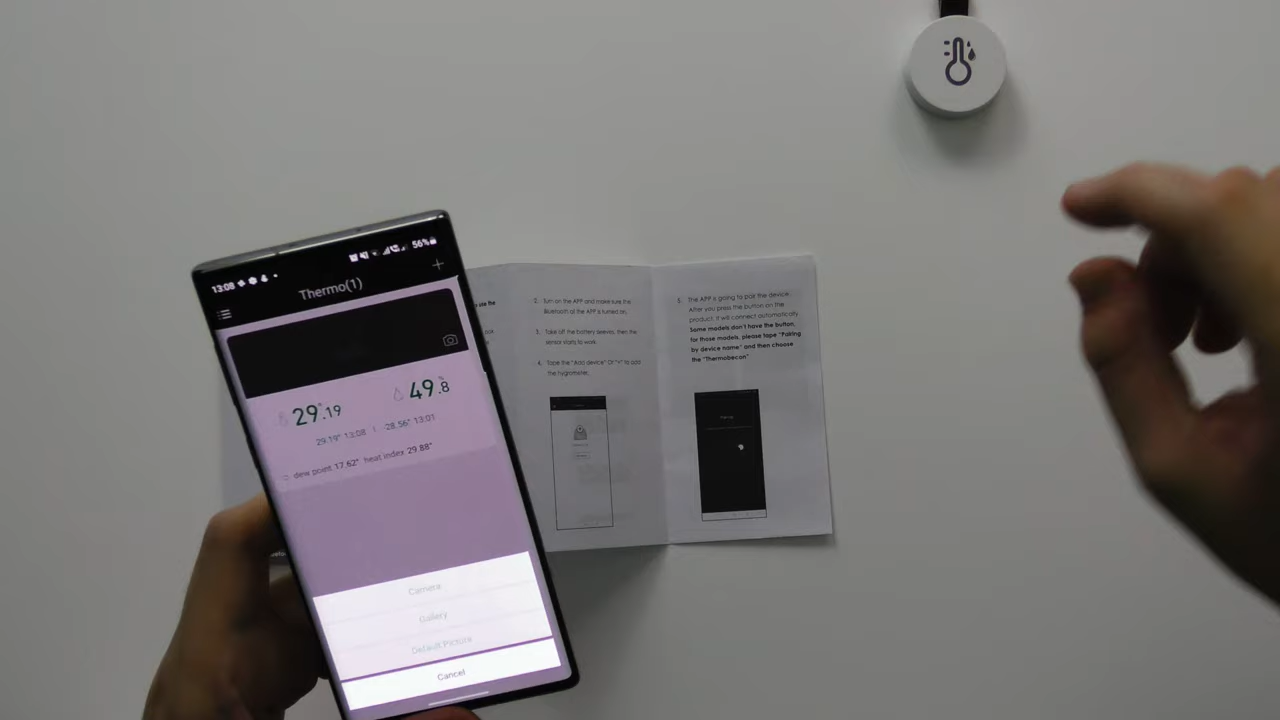 13:08
56%
Thermo(1)
29°.19
49%.8
29.19° 13:08 | -28.56° 13:01
dew point 17.62° heat index 29.88°
Camera
Gallery
Default Picture
Cancel
use the
2. Turn on the APP and make sure the
Bluetooth of the APP is turned on.
3. Take off the battery sleeves, then the
sensor starts to work.
4. Tape the "Add device" Or "+" to add
the hygrometer.
5. The APP is going to pair the device.
After you press the button on the
product, it will connect automatically.
Some models don't have the button,
for those models, please tape "Paking
by device name" and then choose
the "Thermobecon"